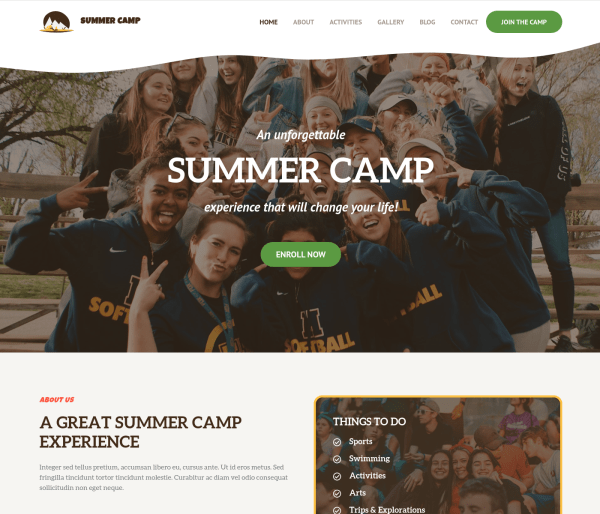 SUMMER CAMP
HOME ABOUT ACTIVITIES GALLERY BLOG CONTACT JOIN THE CAMP
An unforgettable
SUMMER CAMP
experience that will change your life!
ENROLL NOW
ABOUT US
A GREAT SUMMER CAMP
EXPERIENCE
Integer sed tellus pretium, accumsan libero eu, cursus ante. Ut id eros metus. Sed
fringilla tincidunt tortor tincidunt molestie. Curabitur ac diam vel odio consequat
sollicitudin non eget neque.
THINGS TO DO
Sports
Swimming
Activities
Arts
Trips & Explorations